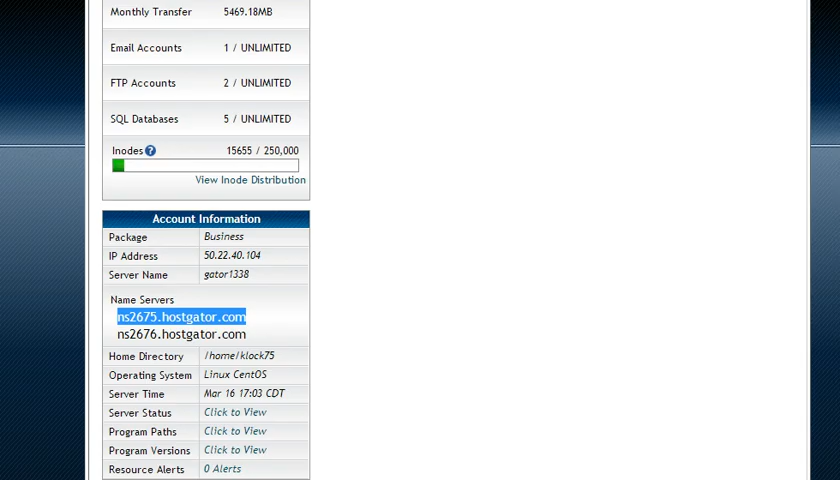 Monthly Transfer 5469.18MB
Email Accounts 1 / UNLIMITED
FTP Accounts 2 / UNLIMITED
SQL Databases 5 / UNLIMITED
Inodes ? 15655 / 250,000
View Inode Distribution
Account Information
Package Business
IP Address 50.22.40.104
Server Name gator1338
Name Servers
ns2675.hostgator.com
ns2676.hostgator.com
Home Directory /home/klock75
Operating System Linux CentOS
Server Time Mar 16 17:03 CDT
Server Status Click to View
Program Paths Click to View
Program Versions Click to View
Resource Alerts 0 Alerts